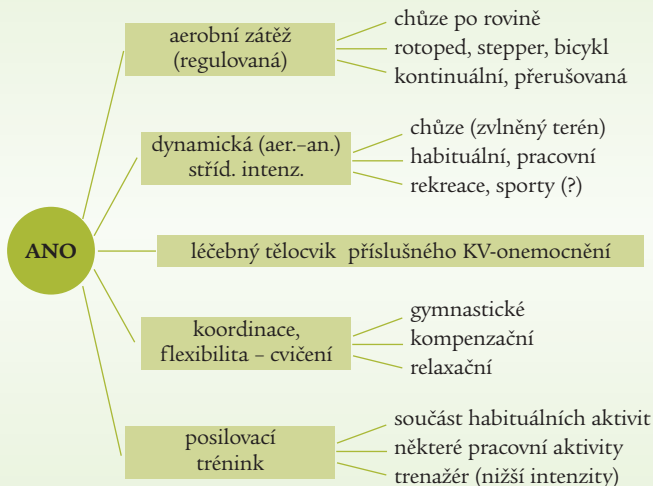 aerobní zátěž
(regulovaná)
chůze po rovině
rotoped, stepper, bicykl
kontinuální, přerušovaná
dynamická (aer.–an.)
stříd. intenz.
chůze (zvlněný terén)
habituální, pracovní
rekreace, sporty (?)
ANO
léčebný tělocvik příslušného KV-onemocnění
koordinace,
flexibilita – cvičení
gymnastické
kompenzační
relaxační
posilovací
trénink
součást habituálních aktivit
některé pracovní aktivity
trenažér (nižší intenzity)